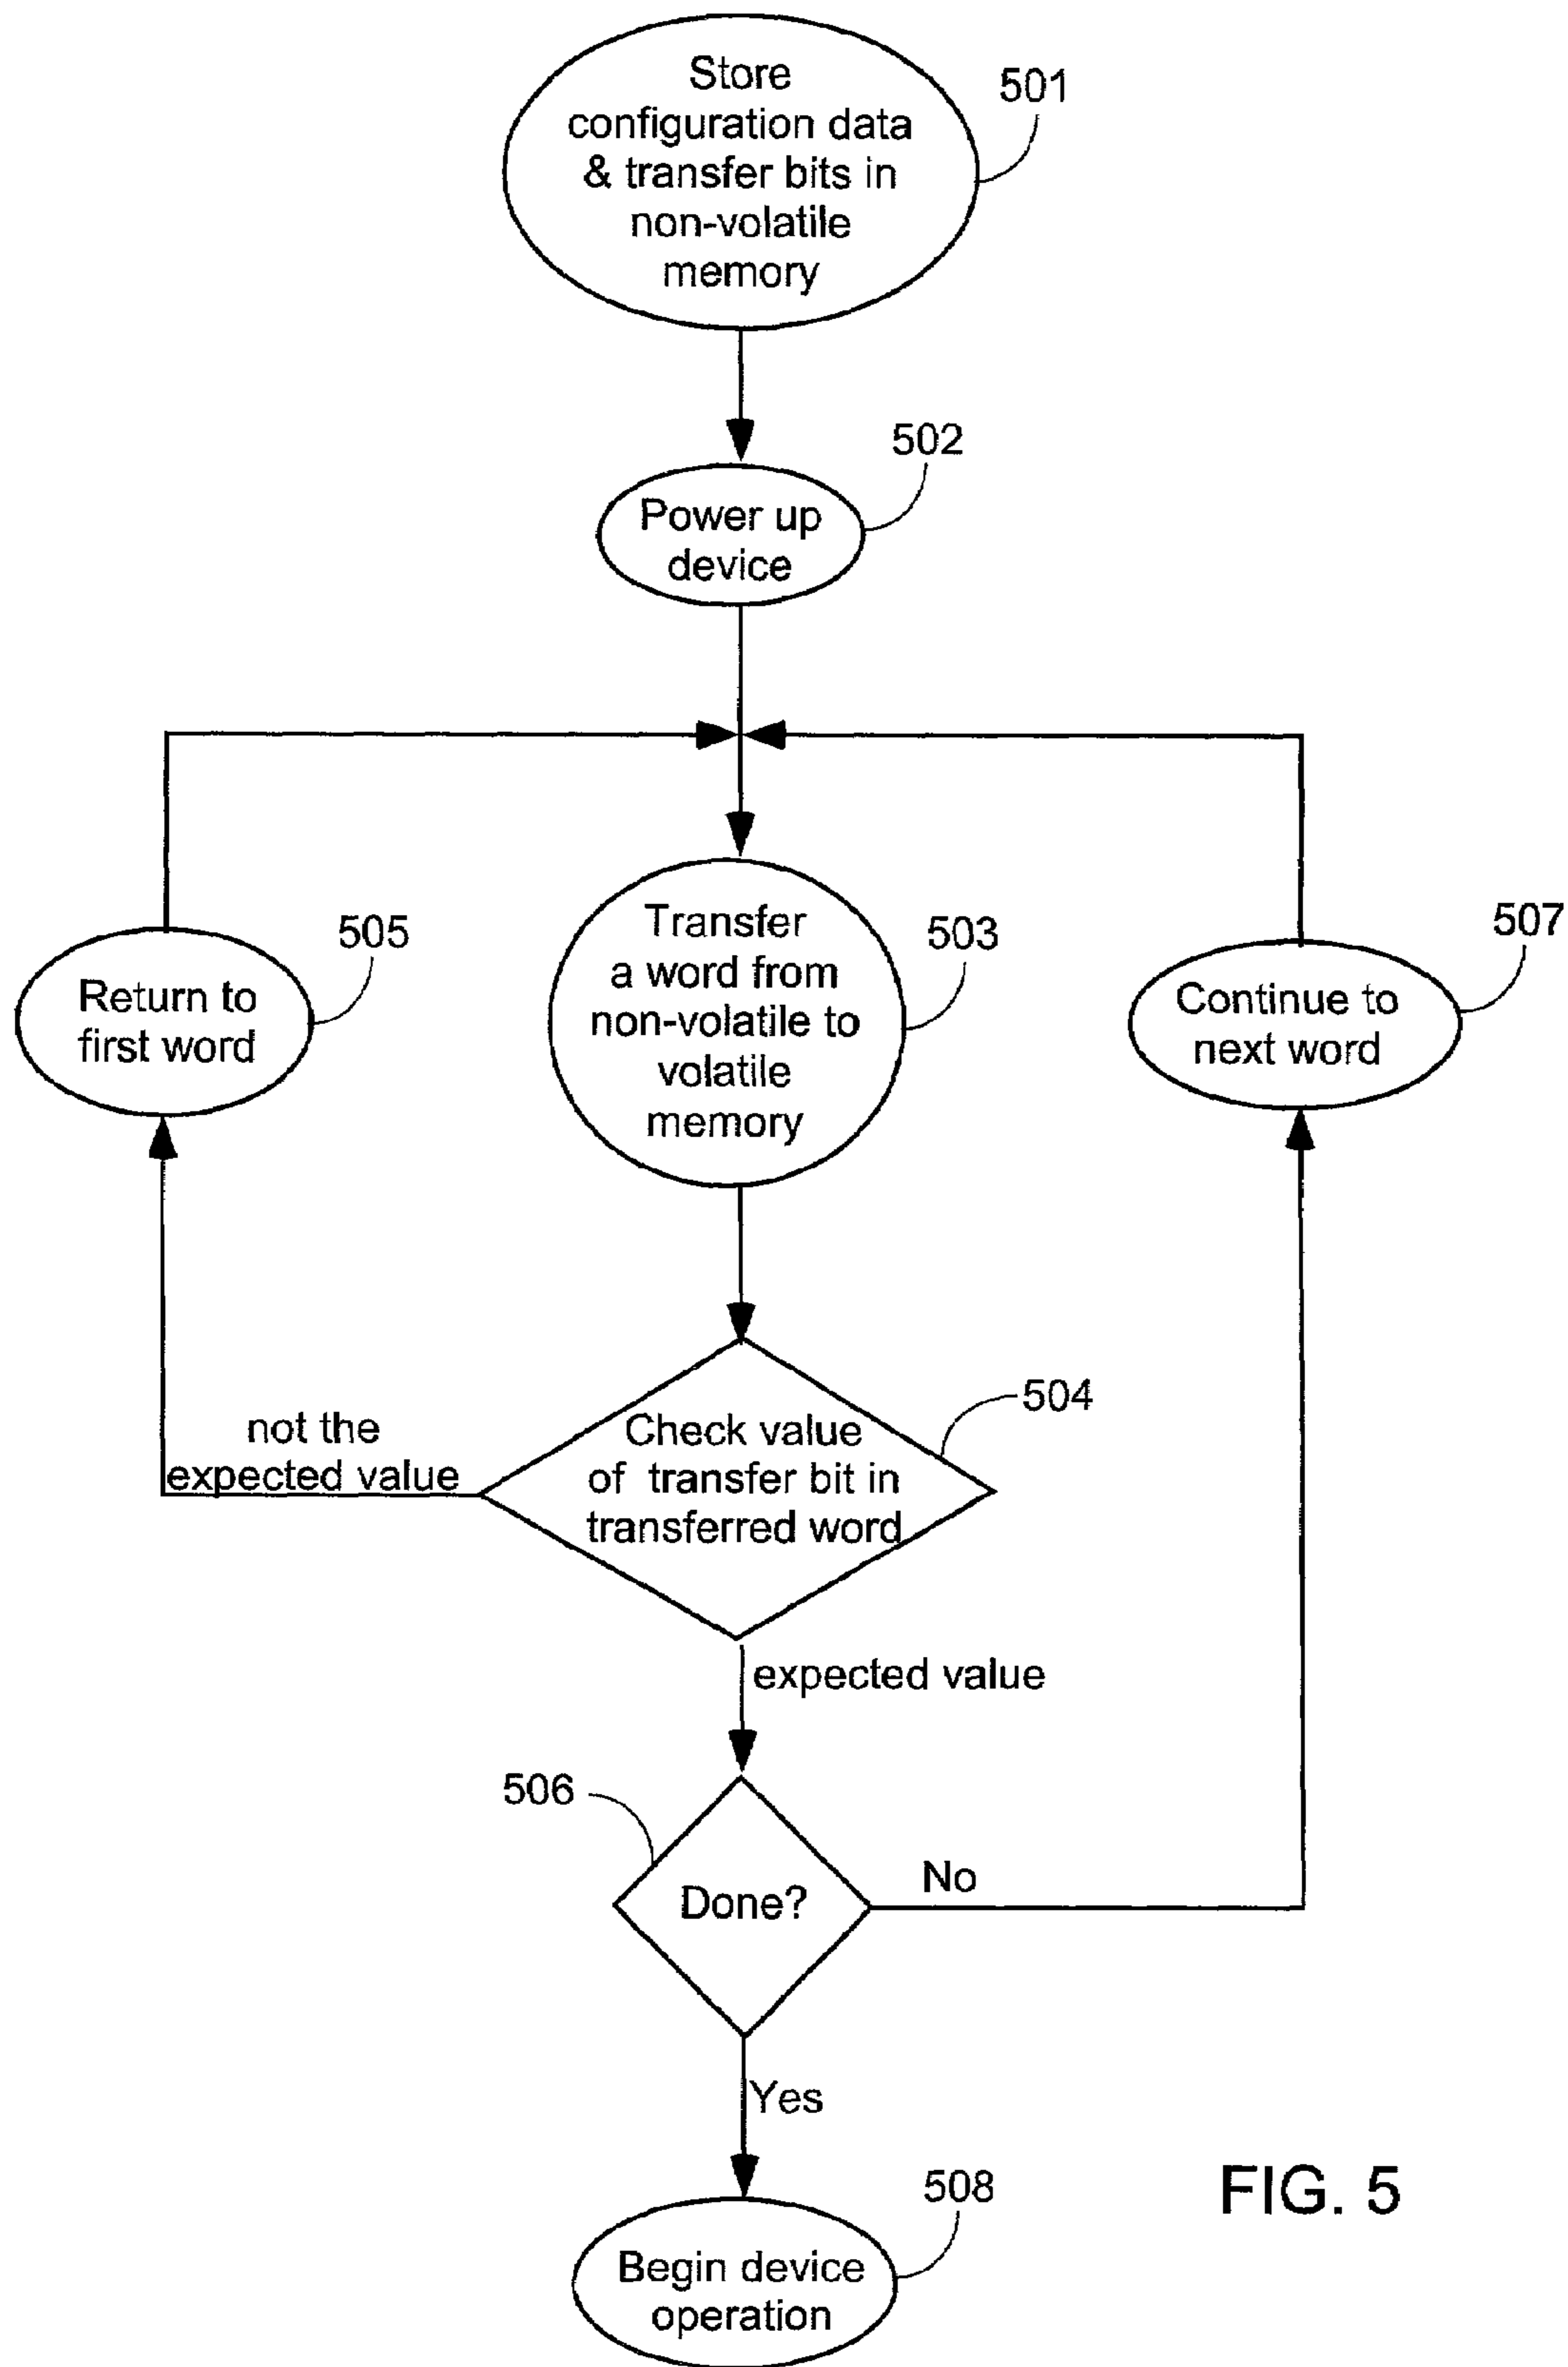 Store
configuration data
& transfer bits in
non-volatile
memory
501
502
Power up
device
505
Return to
first word
Transfer
a word from
non-volatile to
volatile
memory
503
507
Continue to
next word
504
Check value
of transfer bit in
transferred word
not the
expected value
expected value
506
Done?
No
Yes
508
Begin device
operation
FIG. 5